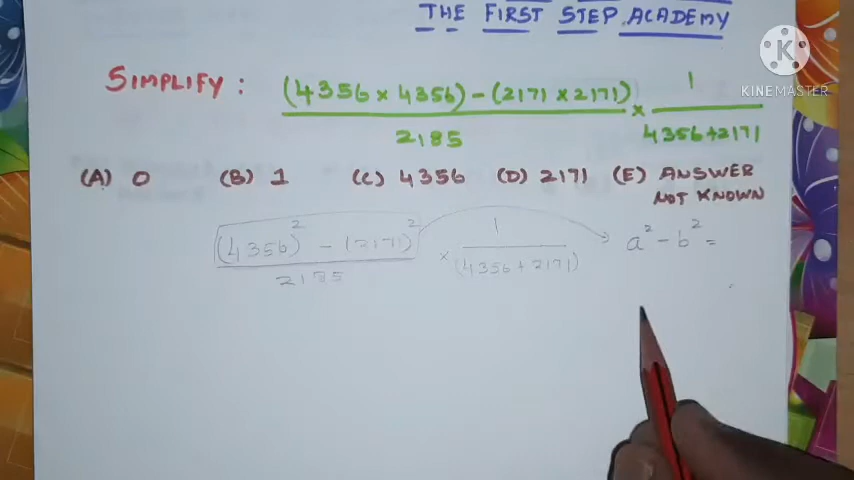 THE FIRST STEP ACADEMY
KINEMASTER
SIMPLIFY : (4356 × 4356) - (2171 × 2171) / 2185 × 1 / 4356+2171
(A) 0 (B) 1 (C) 4356 (D) 2171 (E) ANSWER NOT KNOWN
(4356)² - (2171)² / 2185 × 1 / (4356+2171) a² - b² =